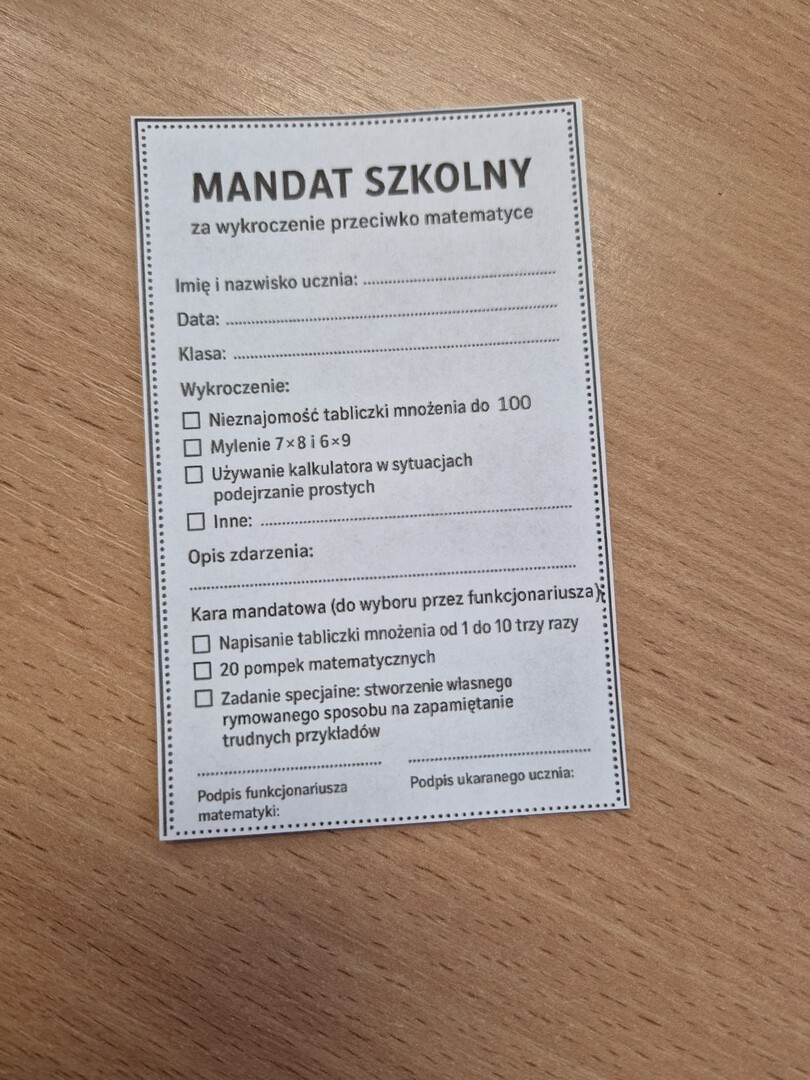 MANDAT SZKOLNY
za wykroczenie przeciwko matematyce
Imię i nazwisko ucznia: ........................................
Data: ........................................
Klasa: ........................................
Wykroczenie:
☐ Nieznajomość tabliczki mnożenia do 100
☐ Mylenie 7×8 i 6×9
☐ Używanie kalkulatora w sytuacjach
podejrzanie prostych
☐ Inne: ........................................
Opis zdarzenia:
........................................
Kara mandatowa (do wyboru przez funkcjonariusza):
☐ Napisanie tabliczki mnożenia od 1 do 10 trzy razy
☐ 20 pompek matematycznych
☐ Zadanie specjaine: stworzenie własnego
rymowanego sposobu na zapamiętanie
trudnych przykładów
........................................ ........................................
Podpis funkcjonariusza
matematyki:
Podpis ukaranego ucznia: